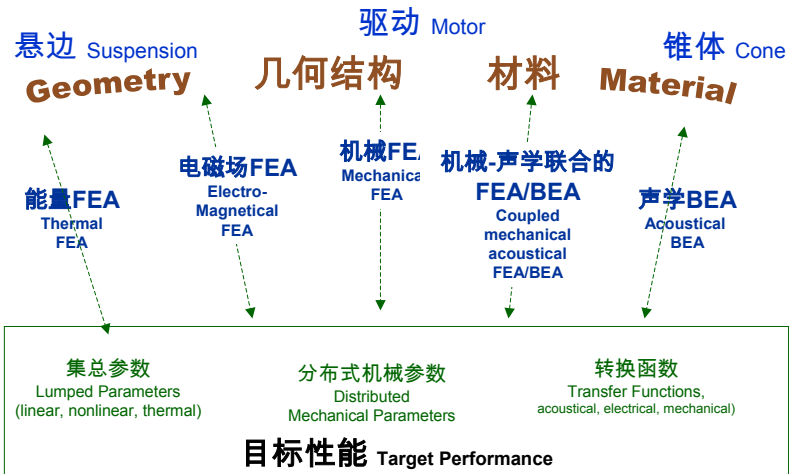 悬边 Suspension
驱动 Motor
锥体 Cone
Geometry
几何结构
材料
Material
能量FEA
Thermal
FEA
电磁场FEA
Electro-
Magnetical
FEA
机械FEA
Mechanical
FEA
机械-声学联合的
FEA/BEA
Coupled
mechanical
acoustical
FEA/BEA
声学BEA
Acoustical
BEA
集总参数
Lumped Parameters
(linear, nonlinear, thermal)
分布式机械参数
Distributed
Mechanical Parameters
转换函数
Transfer Functions,
acoustical, electrical, mechanical)
目标性能 Target Performance